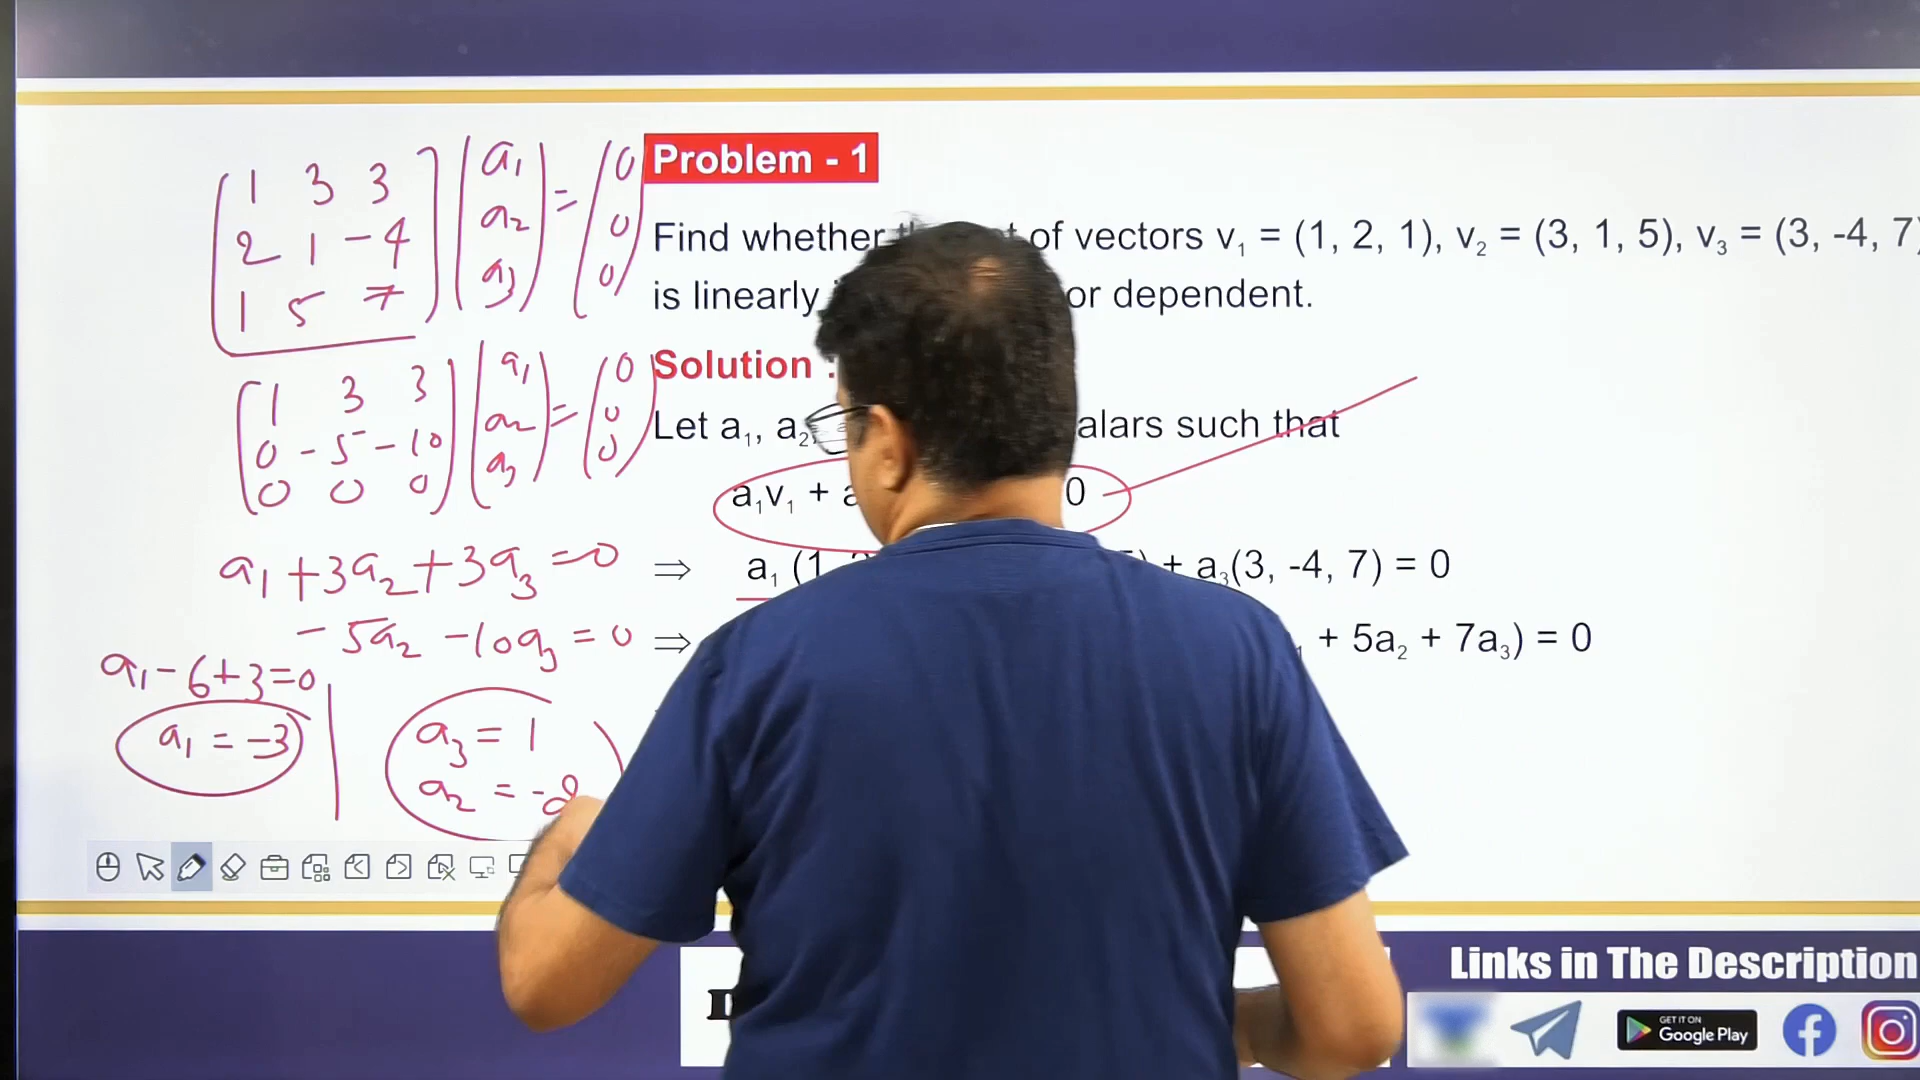 1 3 3 a1 0
2 1 -4 a2 = 0
1 5 7 a3 0
1 3 3 a1 0
0 -5 -10 a2 = 0
0 0 0 a3 0
a1 + 3a2 + 3a3 = 0
- 5a2 - 10a3 = 0
a1 - 6 + 3 = 0
a1 = -3
a3 = 1
a2 = -2
Problem - 1
Find whether of vectors v1 = (1, 2, 1), v2 = (3, 1, 5), v3 = (3, -4, 7)
is linearly or dependent.
Solution :
Let a1, a2, alars such that
a1v1 + a 0
⇒ a1 (1, + a3(3, -4, 7) = 0
⇒ + 5a2 + 7a3) = 0
Links in The Description
GET IT ON
Google Play